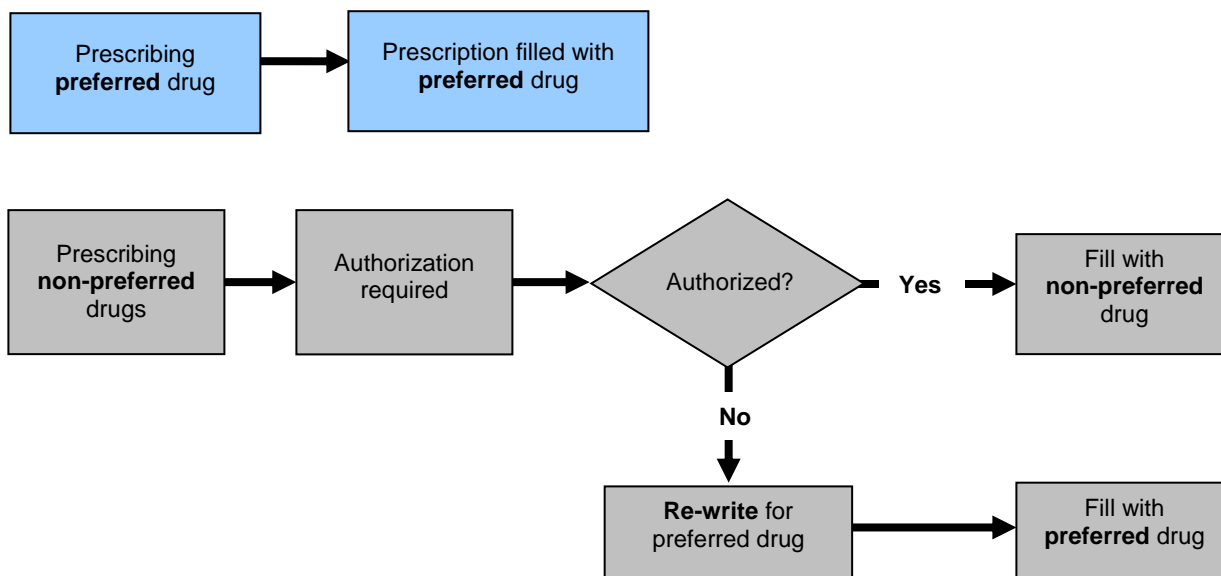 Prescribing
preferred drug
Prescription filled with
preferred drug
Prescribing
non-preferred
drugs
Authorization
required
Authorized?
Yes
Fill with
non-preferred
drug
No
Re-write for
preferred drug
Fill with
preferred drug